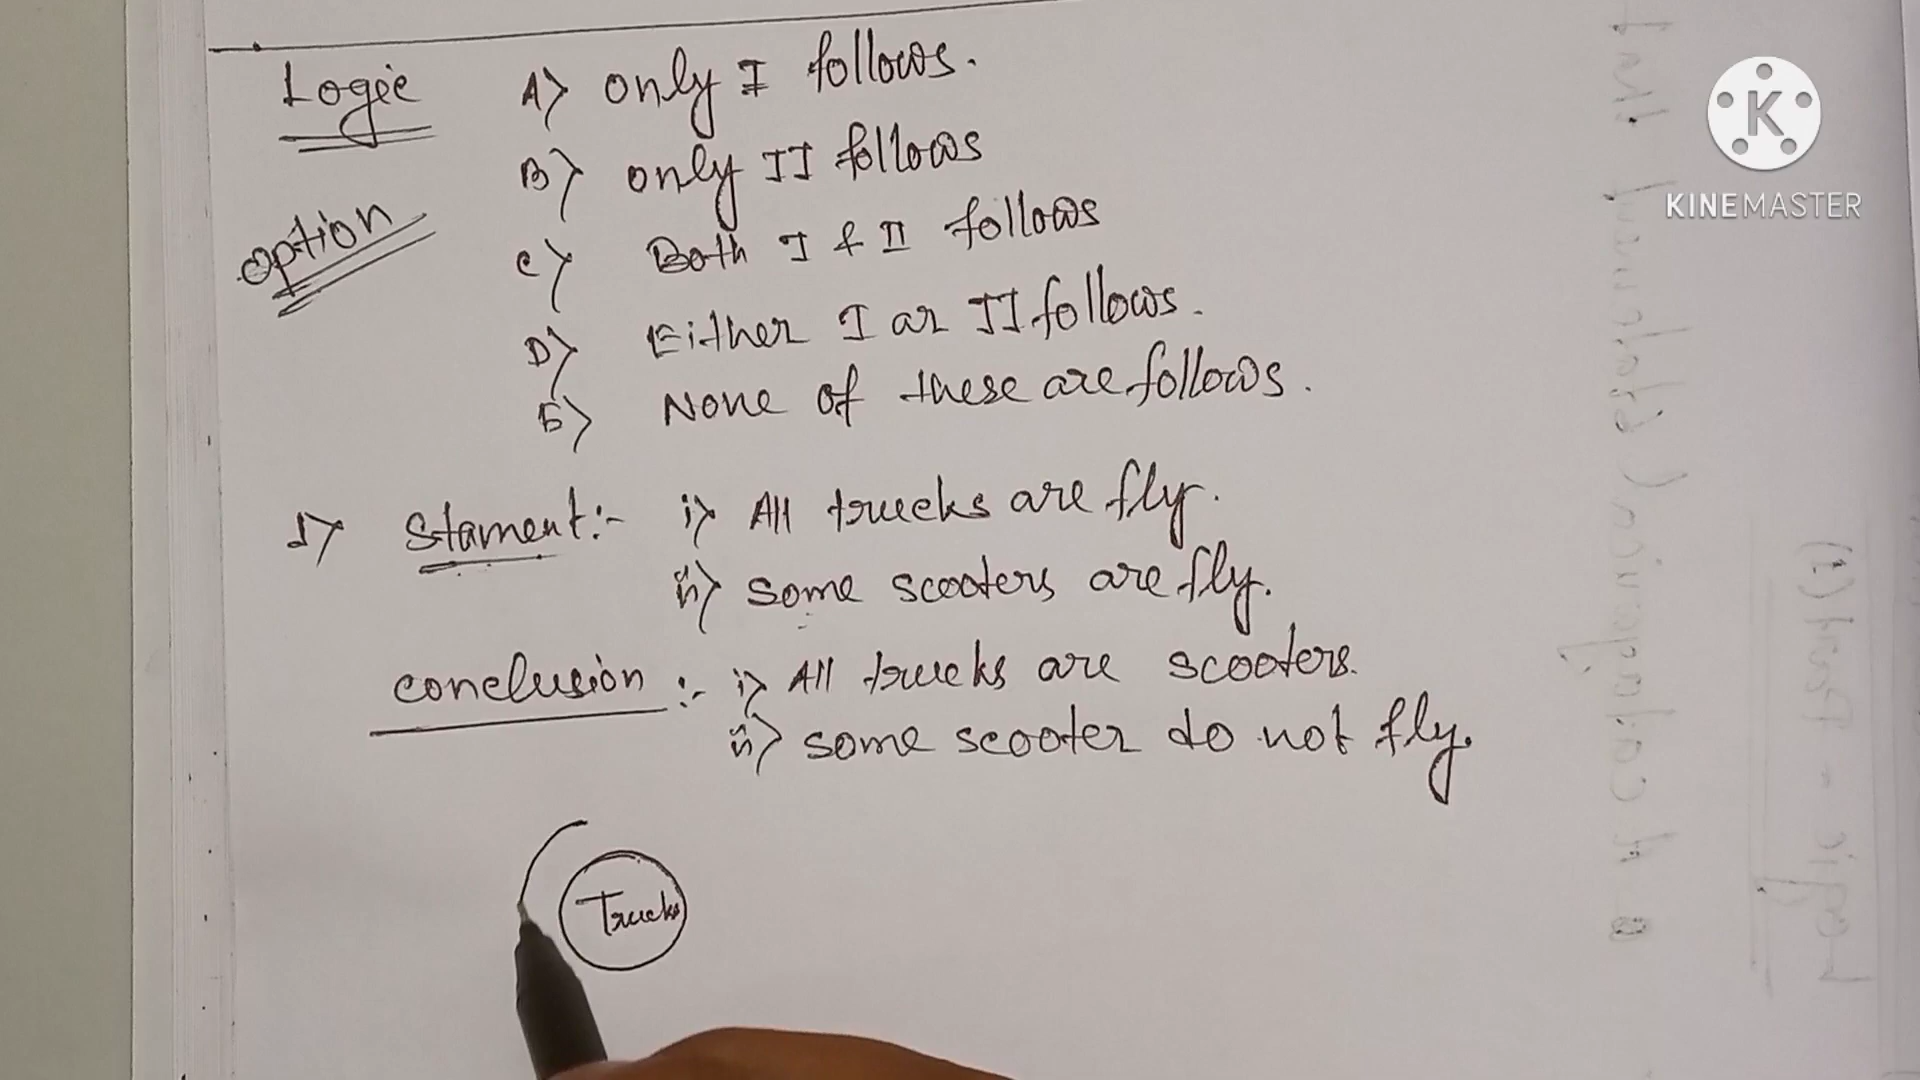 Logic
A) only I follows.
B) only II follows
option
C) Both I & II follows
D) Either I ar II follows.
E) None of these are follows.
1) Stament:- i) All trucks are fly.
ii) some scooters are fly.
conclusion :- i) All trucks are scooters.
ii) some scooter do not fly.
Trucks
K
KINEMASTER